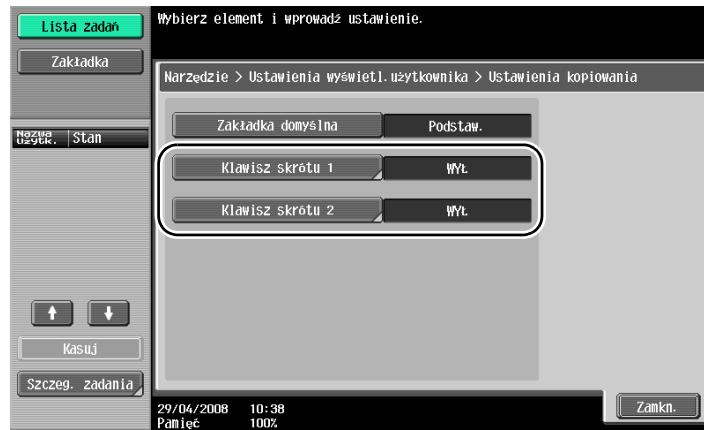 Lista zadań
Wybierz element i wprowadź ustawienie.
Zakładka
Narzędzie > Ustawienia wyświetl.użytkownika > Ustawienia kopiowania
Zakładka domyślna
Podstaw.
Nazwa użytk.
Stan
Klawisz skrótu 1
WYŁ
Klawisz skrótu 2
WYŁ
Kasuj
Szczeg. zadania
29/04/2008 10:38
Pamięć 100%
Zamkn.